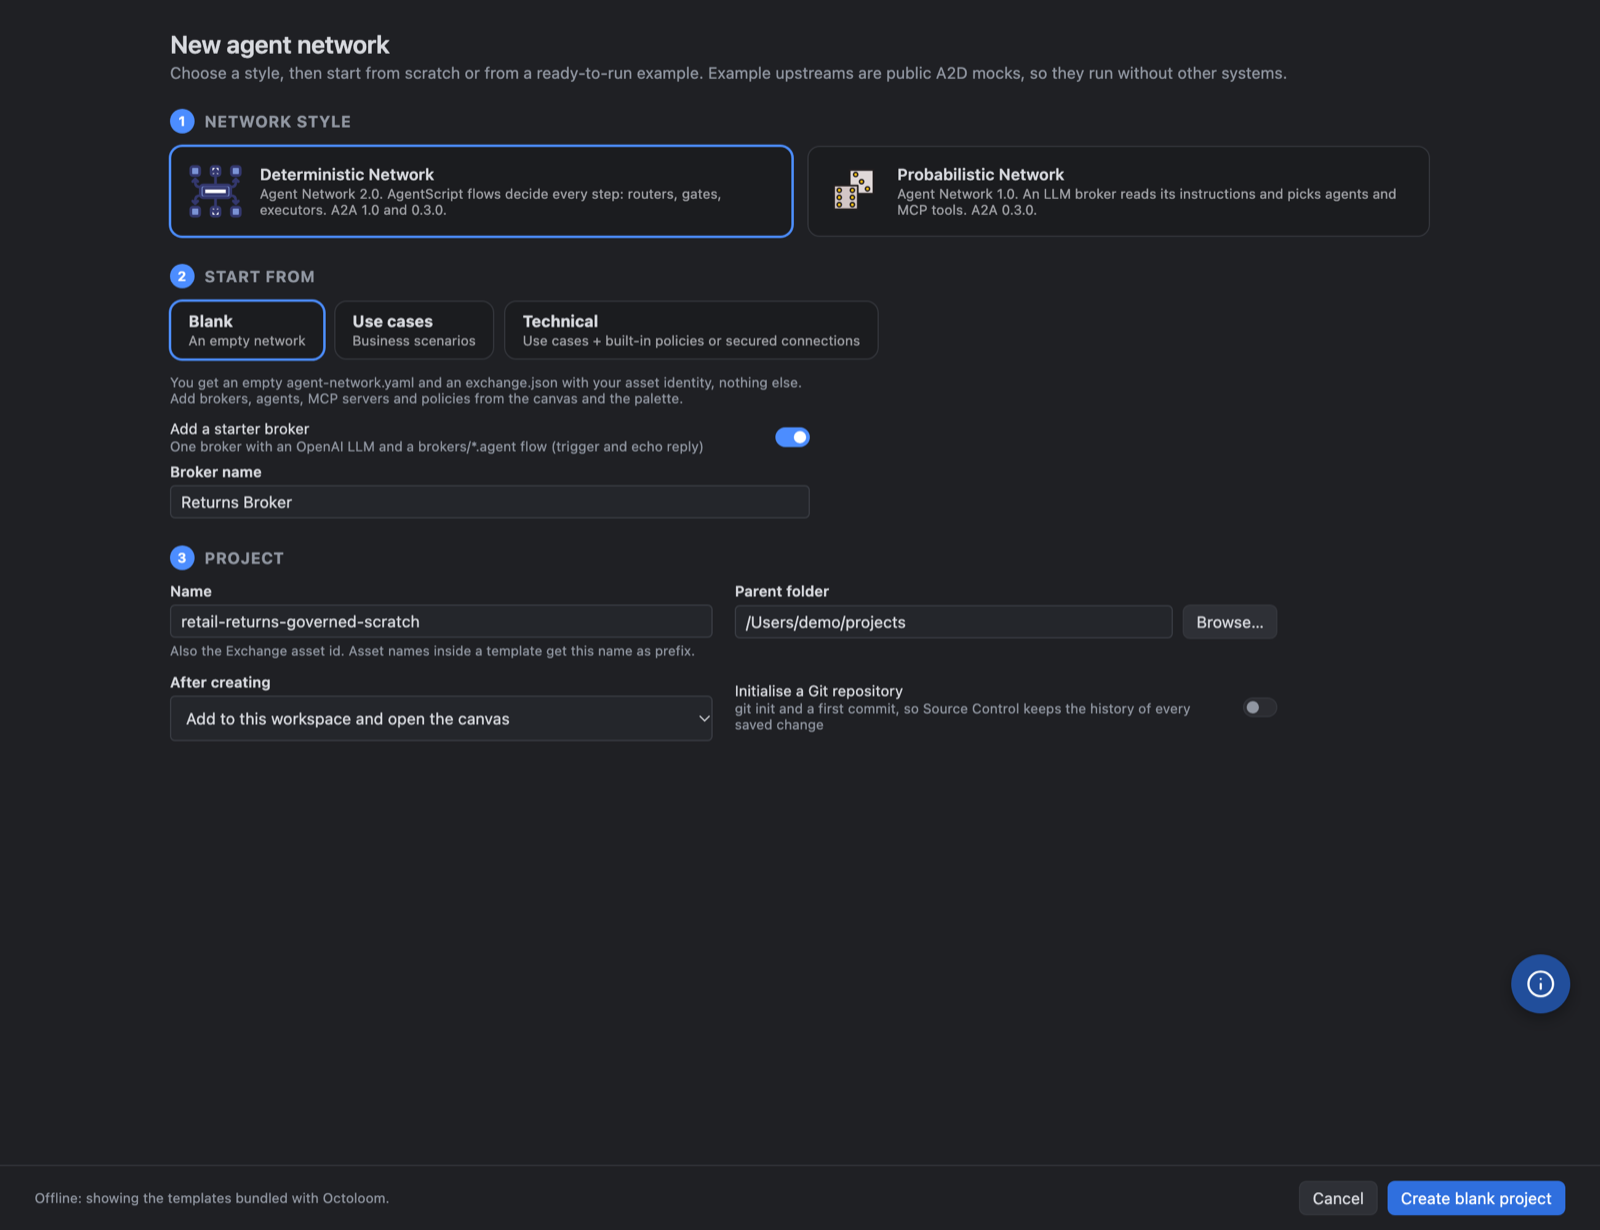 New agent network
Choose a style, then start from scratch or from a ready-to-run example. Example upstreams are public A2D mocks, so they run without other systems.
1 NETWORK STYLE
Deterministic Network
Agent Network 2.0. AgentScript flows decide every step: routers, gates,
executors. A2A 1.0 and 0.3.0.
Probabilistic Network
Agent Network 1.0. An LLM broker reads its instructions and picks agents and
MCP tools. A2A 0.3.0.
2 START FROM
Blank
An empty network
Use cases
Business scenarios
Technical
Use cases + built-in policies or secured connections
You get an empty agent-network.yaml and an exchange.json with your asset identity, nothing else.
Add brokers, agents, MCP servers and policies from the canvas and the palette.
Add a starter broker
One broker with an OpenAI LLM and a brokers/*.agent flow (trigger and echo reply)
Broker name
Returns Broker
3 PROJECT
Name
retail-returns-governed-scratch
Also the Exchange asset id. Asset names inside a template get this name as prefix.
Parent folder
/Users/demo/projects
Browse...
After creating
Add to this workspace and open the canvas
Initialise a Git repository
git init and a first commit, so Source Control keeps the history of every
saved change
Offline: showing the templates bundled with Octoloom.
Cancel
Create blank project